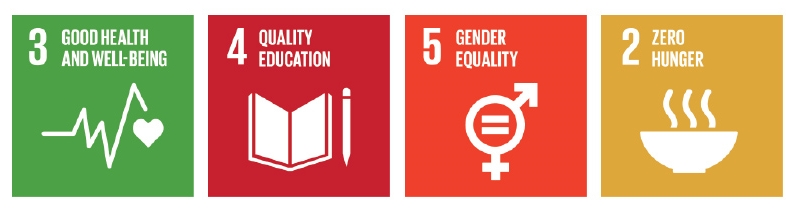 3 GOOD HEALTH
AND WELL-BEING
4 QUALITY
EDUCATION
5 GENDER
EQUALITY
2 ZERO
HUNGER